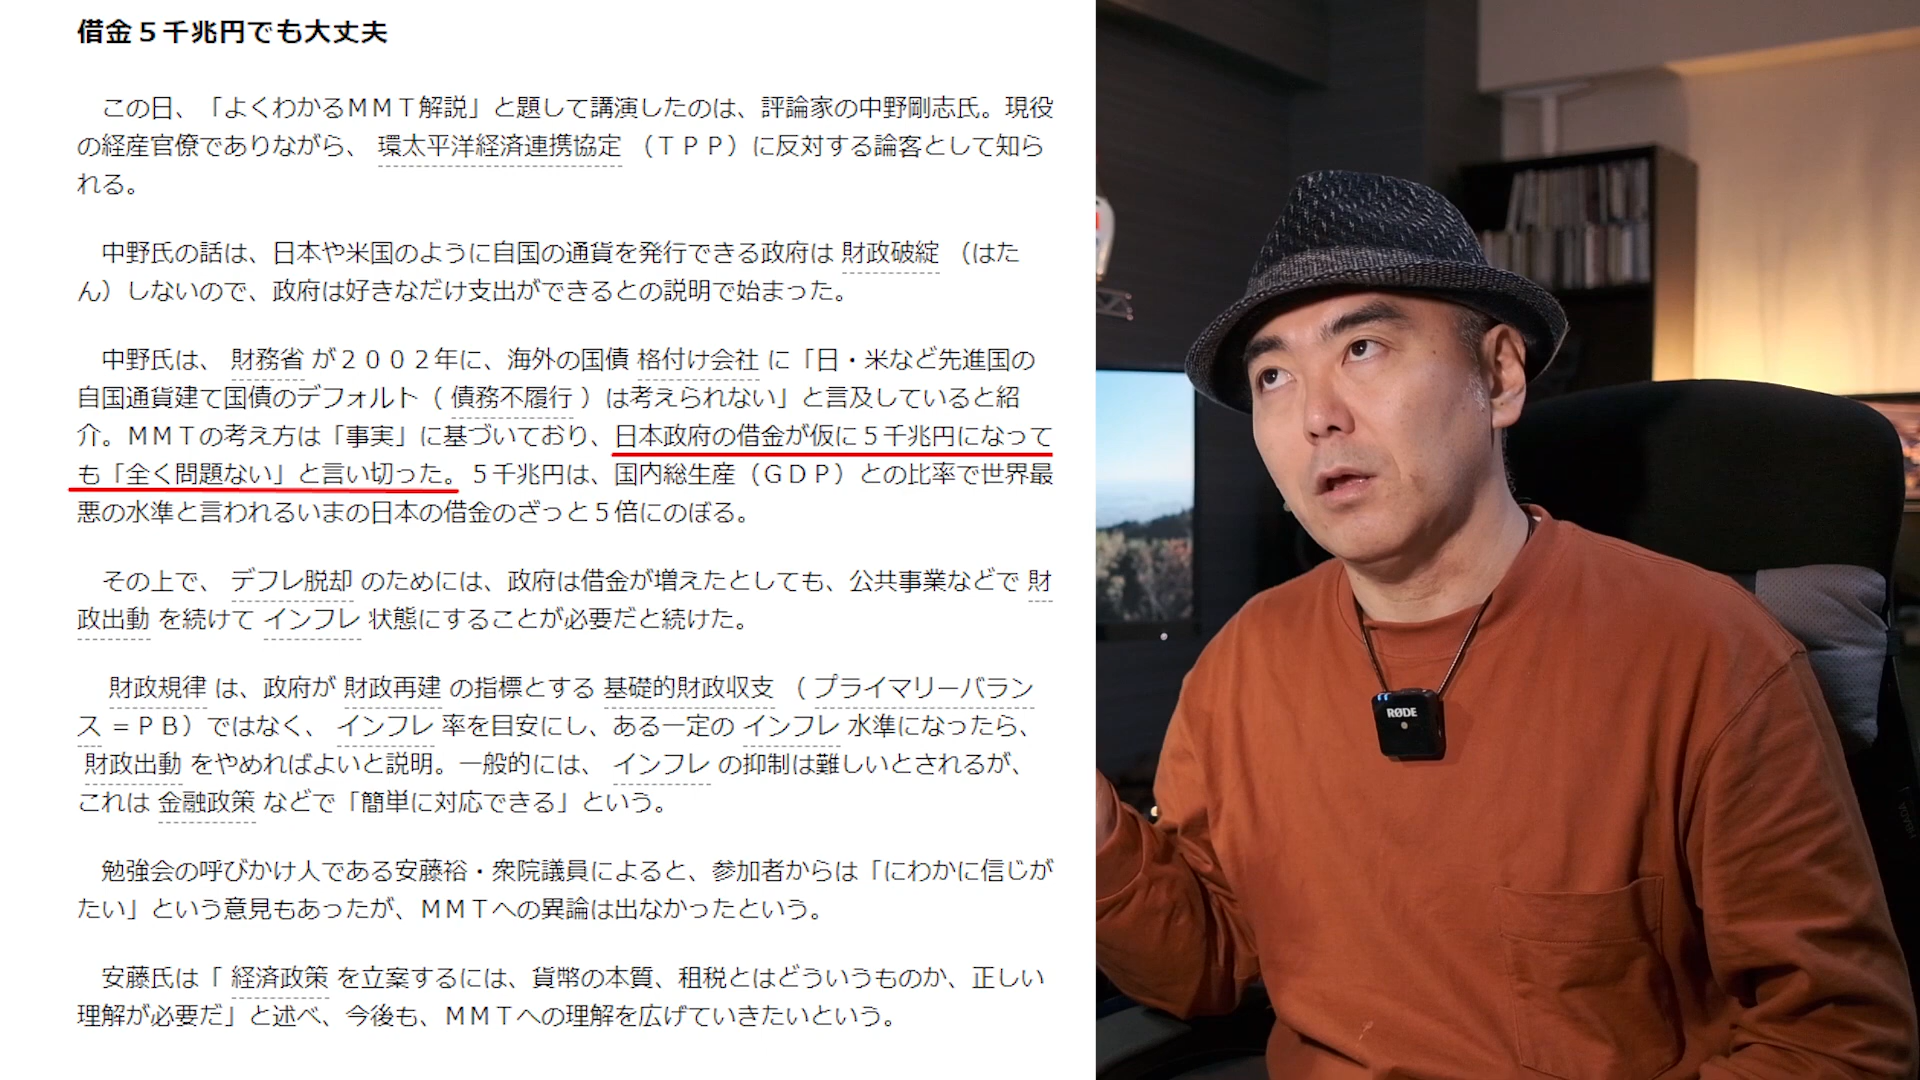 借金５千兆円でも大丈夫
この日、「よくわかるＭＭＴ解説」と題して講演したのは、評論家の中野剛志氏。現役
の経産官僚でありながら、 環太平洋経済連携協定 （ＴＰＰ）に反対する論客として知ら
れる。
中野氏の話は、日本や米国のように自国の通貨を発行できる政府は 財政破綻 （はた
ん）しないので、政府は好きなだけ支出ができるとの説明で始まった。
中野氏は、 財務省 が２００２年に、海外の国債 格付け会社 に「日・米など先進国の
自国通貨建て国債のデフォルト（ 債務不履行 ）は考えられない」と言及していると紹
介。ＭＭＴの考え方は「事実」に基づいており、日本政府の借金が仮に５千兆円になって
も「全く問題ない」と言い切った。５千兆円は、国内総生産（ＧＤＰ）との比率で世界最
悪の水準と言われるいまの日本の借金のざっと５倍にのぼる。
その上で、 デフレ脱却 のためには、政府は借金が増えたとしても、公共事業などで 財
政出動 を続けて インフレ 状態にすることが必要だと続けた。
財政規律 は、政府が 財政再建 の指標とする 基礎的財政収支 （ プライマリーバラン
ス ＝ＰＢ）ではなく、 インフレ 率を目安にし、ある一定の インフレ 水準になったら、
財政出動 をやめればよいと説明。一般的には、 インフレ の抑制は難しいとされるが、
これは 金融政策 などで「簡単に対応できる」という。
勉強会の呼びかけ人である安藤裕・衆院議員によると、参加者からは「にわかに信じが
たい」という意見もあったが、ＭＭＴへの異論は出なかったという。
安藤氏は「 経済政策 を立案するには、貨幣の本質、租税とはどういうものか、正しい
理解が必要だ」と述べ、今後も、ＭＭＴへの理解を広げていきたいという。
RØDE